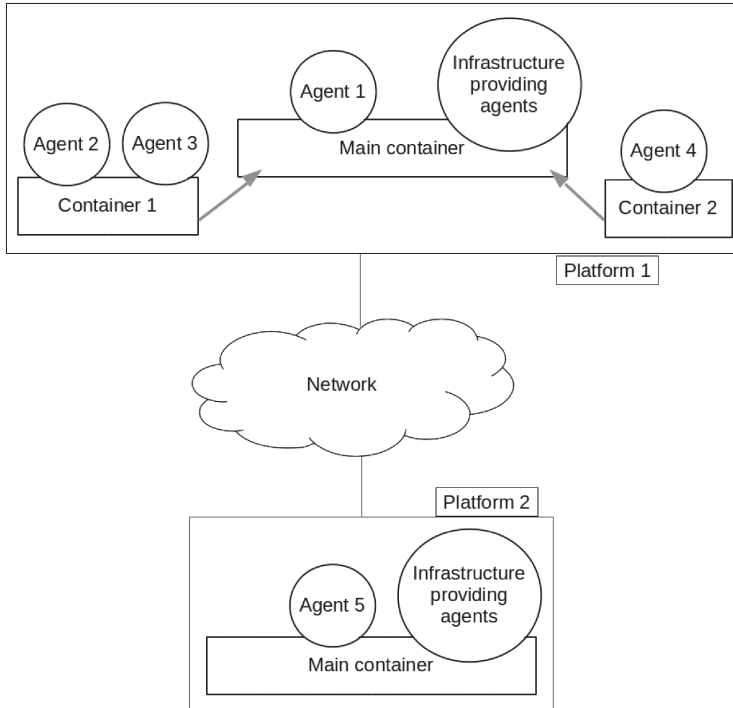 Infrastructure
providing
agents
Agent 1
Agent 2
Agent 3
Main container
Agent 4
Container 1
Container 2
Platform 1
Network
Platform 2
Infrastructure
providing
agents
Agent 5
Main container